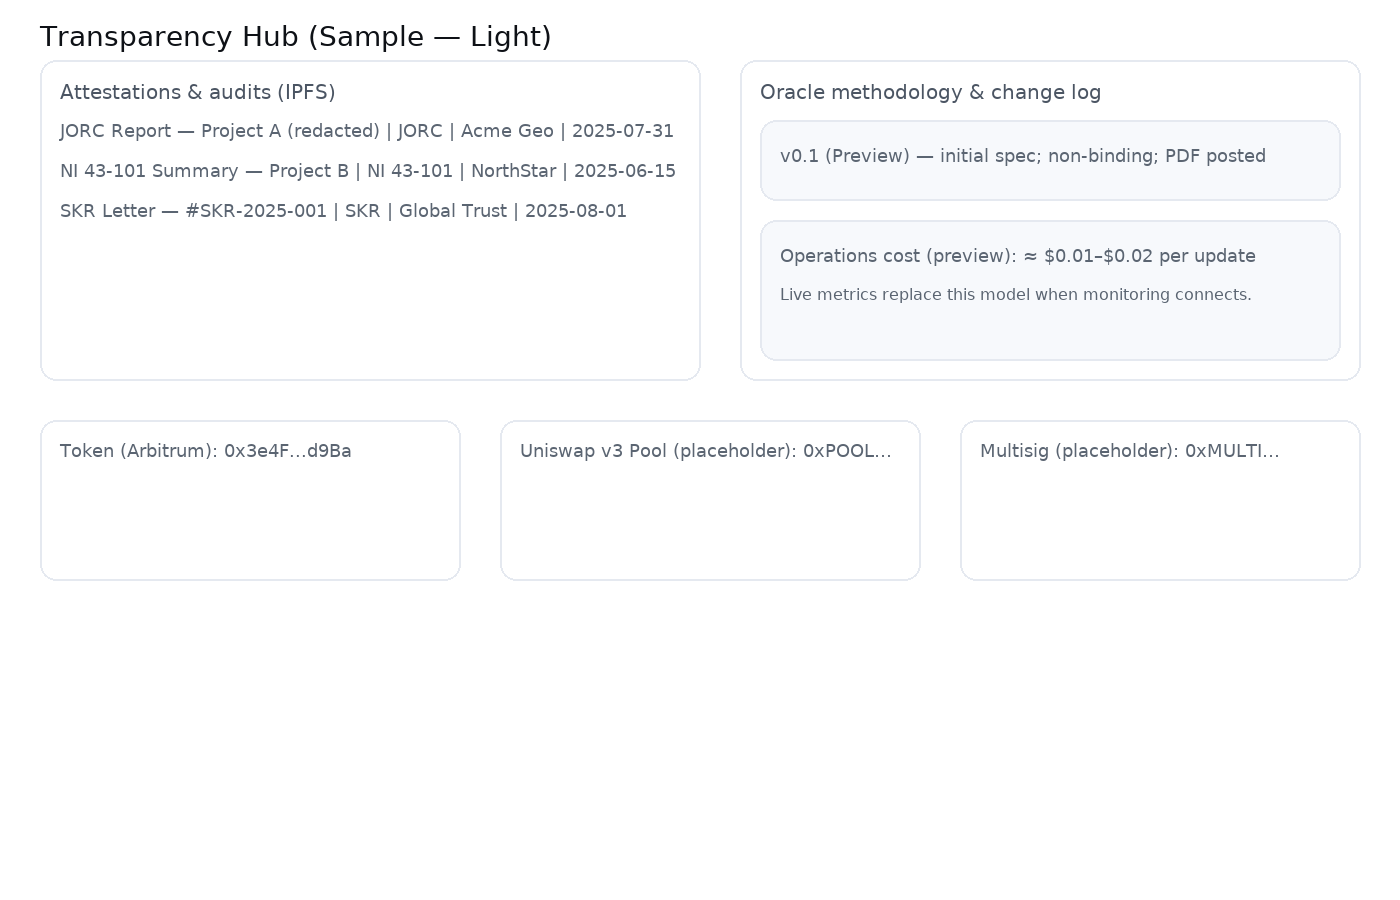 Transparency Hub (Sample — Light)
Attestations & audits (IPFS)
JORC Report — Project A (redacted) | JORC | Acme Geo | 2025-07-31
NI 43-101 Summary — Project B | NI 43-101 | NorthStar | 2025-06-15
SKR Letter — #SKR-2025-001 | SKR | Global Trust | 2025-08-01
Oracle methodology & change log
v0.1 (Preview) — initial spec; non-binding; PDF posted
Operations cost (preview): ≈ $0.01–$0.02 per update
Live metrics replace this model when monitoring connects.
Token (Arbitrum): 0x3e4F…d9Ba
Uniswap v3 Pool (placeholder): 0xPOOL…
Multisig (placeholder): 0xMULTI…